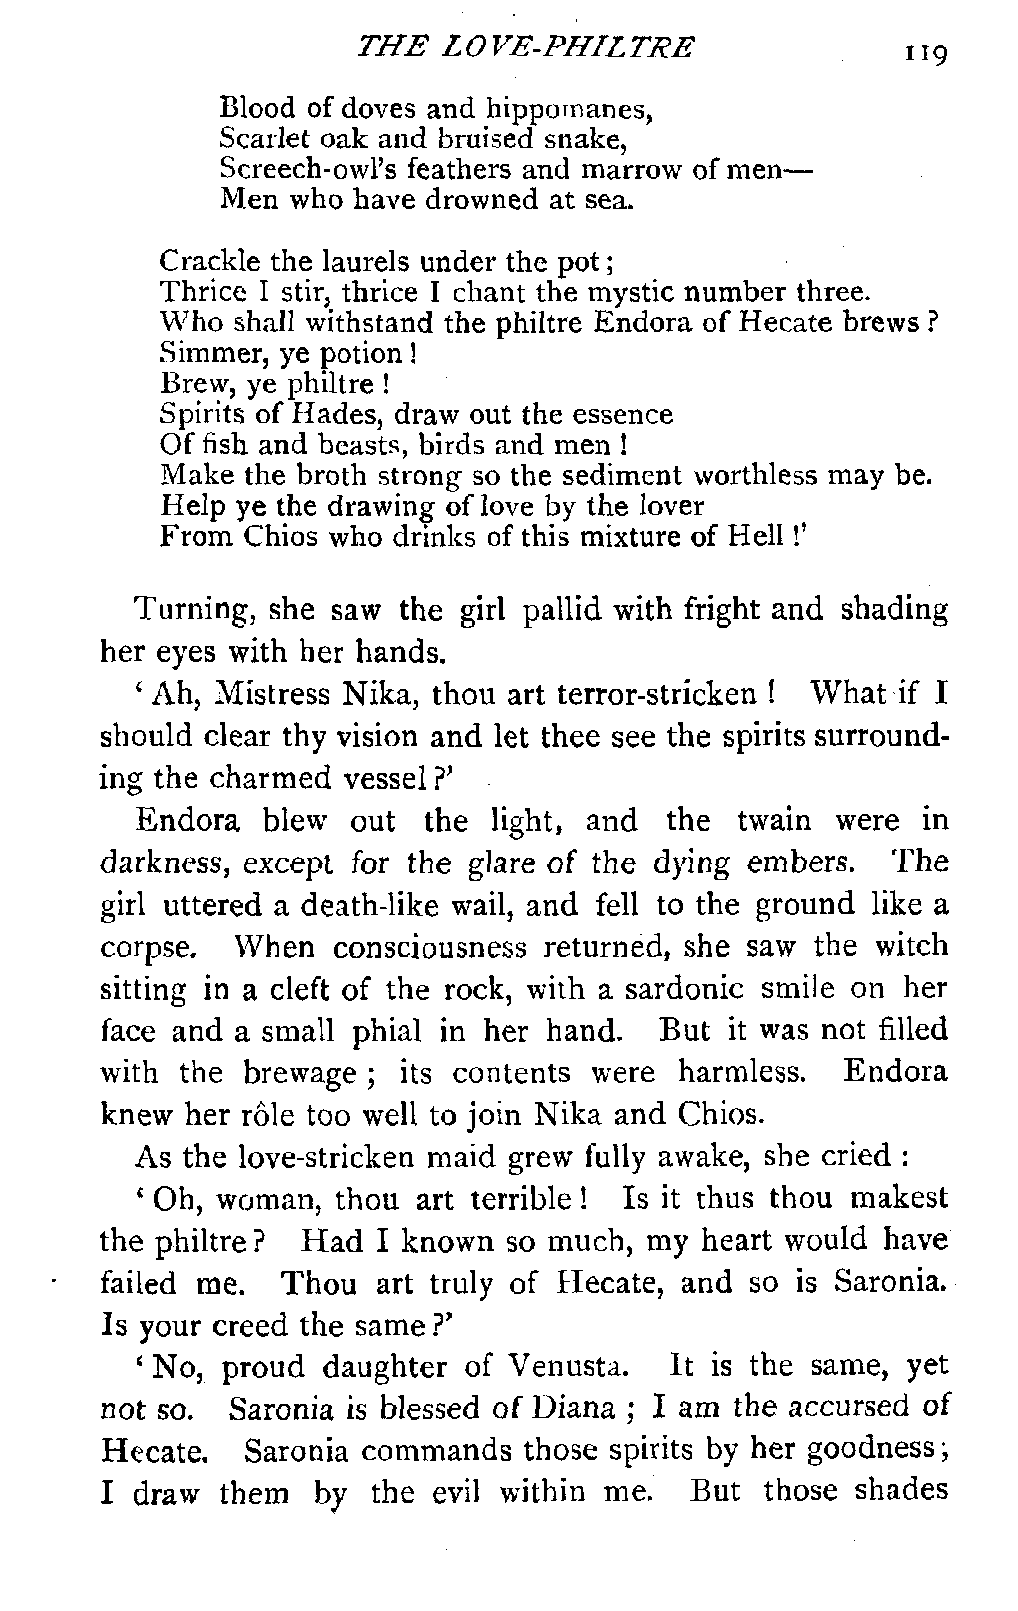 THE LOVE-PHILTRE 119
Blood of doves and hippomanes,
Scarlet oak and bruised snake,
Screech-owl's feathers and marrow of men—
Men who have drowned at sea.
Crackle the laurels under the pot;
Thrice I stir, thrice I chant the mystic number three.
Who shall withstand the philtre Endora of Hecate brews?
Simmer, ye potion!
Brew, ye philtre!
Spirits of Hades, draw out the essence
Of fish and beasts, birds and men!
Make the broth strong so the sediment worthless may be.
Help ye the drawing of love by the lover
From Chios who drinks of this mixture of Hell!'
Turning, she saw the girl pallid with fright and shading
her eyes with her hands.
'Ah, Mistress Nika, thou art terror-stricken! What if I
should clear thy vision and let thee see the spirits surround-
ing the charmed vessel?'
Endora blew out the light, and the twain were in
darkness, except for the glare of the dying embers. The
girl uttered a death-like wail, and fell to the ground like a
corpse. When consciousness returned, she saw the witch
sitting in a cleft of the rock, with a sardonic smile on her
face and a small phial in her hand. But it was not filled
with the brewage; its contents were harmless. Endora
knew her rôle too well to join Nika and Chios.
As the love-stricken maid grew fully awake, she cried:
'Oh, woman, thou art terrible! Is it thus thou makest
the philtre? Had I known so much, my heart would have
failed me. Thou art truly of Hecate, and so is Saronia.
Is your creed the same?'
'No, proud daughter of Venusta. It is the same, yet
not so. Saronia is blessed of Diana; I am the accursed of
Hecate. Saronia commands those spirits by her goodness;
I draw them by the evil within me. But those shades